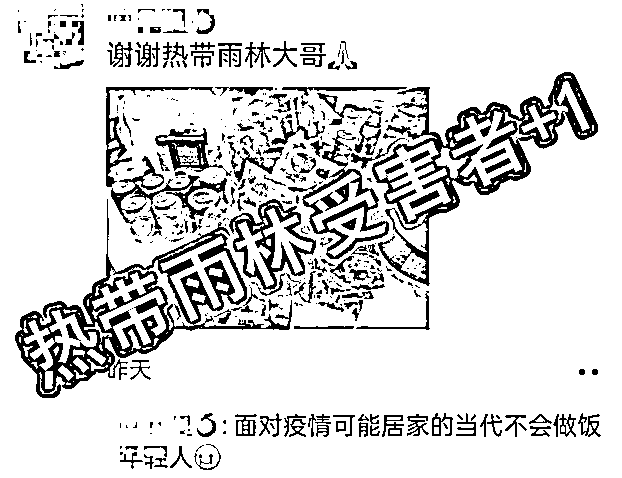 谢谢热带雨林大哥
热带雨林受害者+1
昨天
: 面对疫情可能居家的当代不会做饭
年轻人